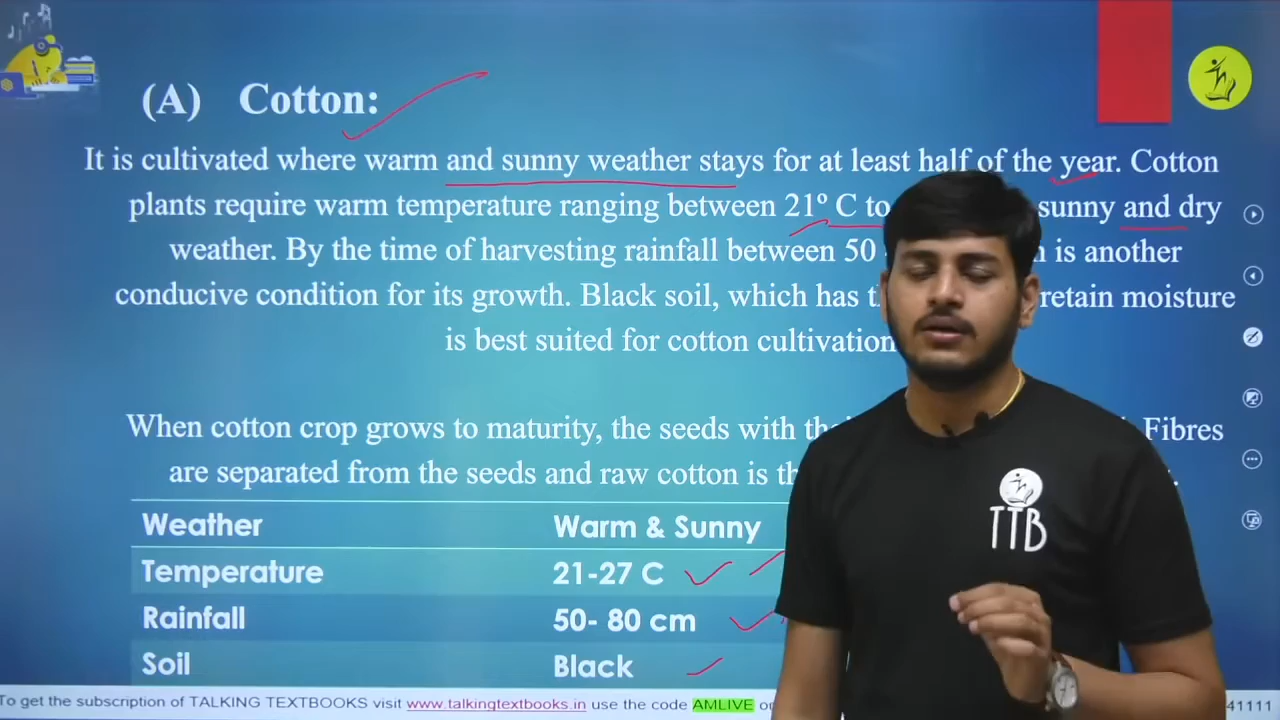 (A) Cotton:
It is cultivated where warm and sunny weather stays for at least half of the year. Cotton
plants require warm temperature ranging between 21º C to sunny and dry
weather. By the time of harvesting rainfall between 50 is another
conducive condition for its growth. Black soil, which has retain moisture
is best suited for cotton cultivation
When cotton crop grows to maturity, the seeds with Fibres
are separated from the seeds and raw cotton is
TTB
Weather Warm & Sunny
Temperature 21-27 C
Rainfall 50- 80 cm
Soil Black
To get the subscription of TALKING TEXTBOOKS visit www.talkingtextbooks.in use the code AMLIVE or 41111